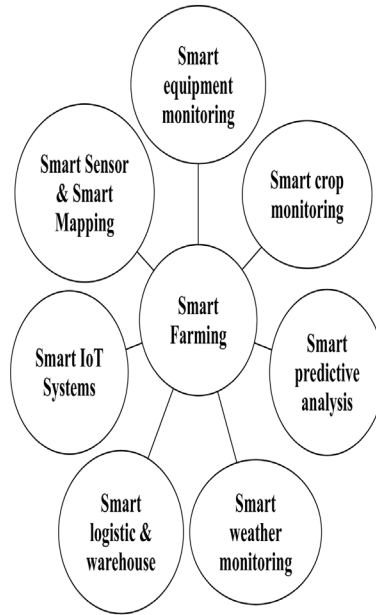 Smart
equipment
monitoring
Smart Sensor
& Smart
Mapping
Smart crop
monitoring
Smart
Farming
Smart IoT
Systems
Smart
predictive
analysis
Smart
logistic &
warehouse
Smart
weather
monitoring